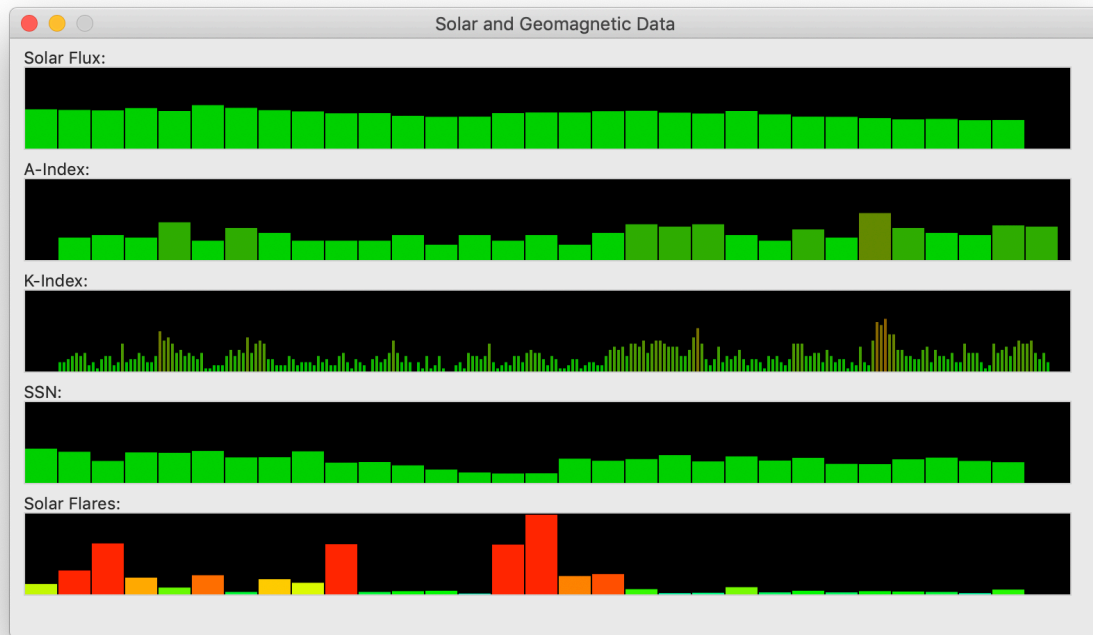 Solar and Geomagnetic Data
Solar Flux:
A-Index:
K-Index:
SSN:
Solar Flares: